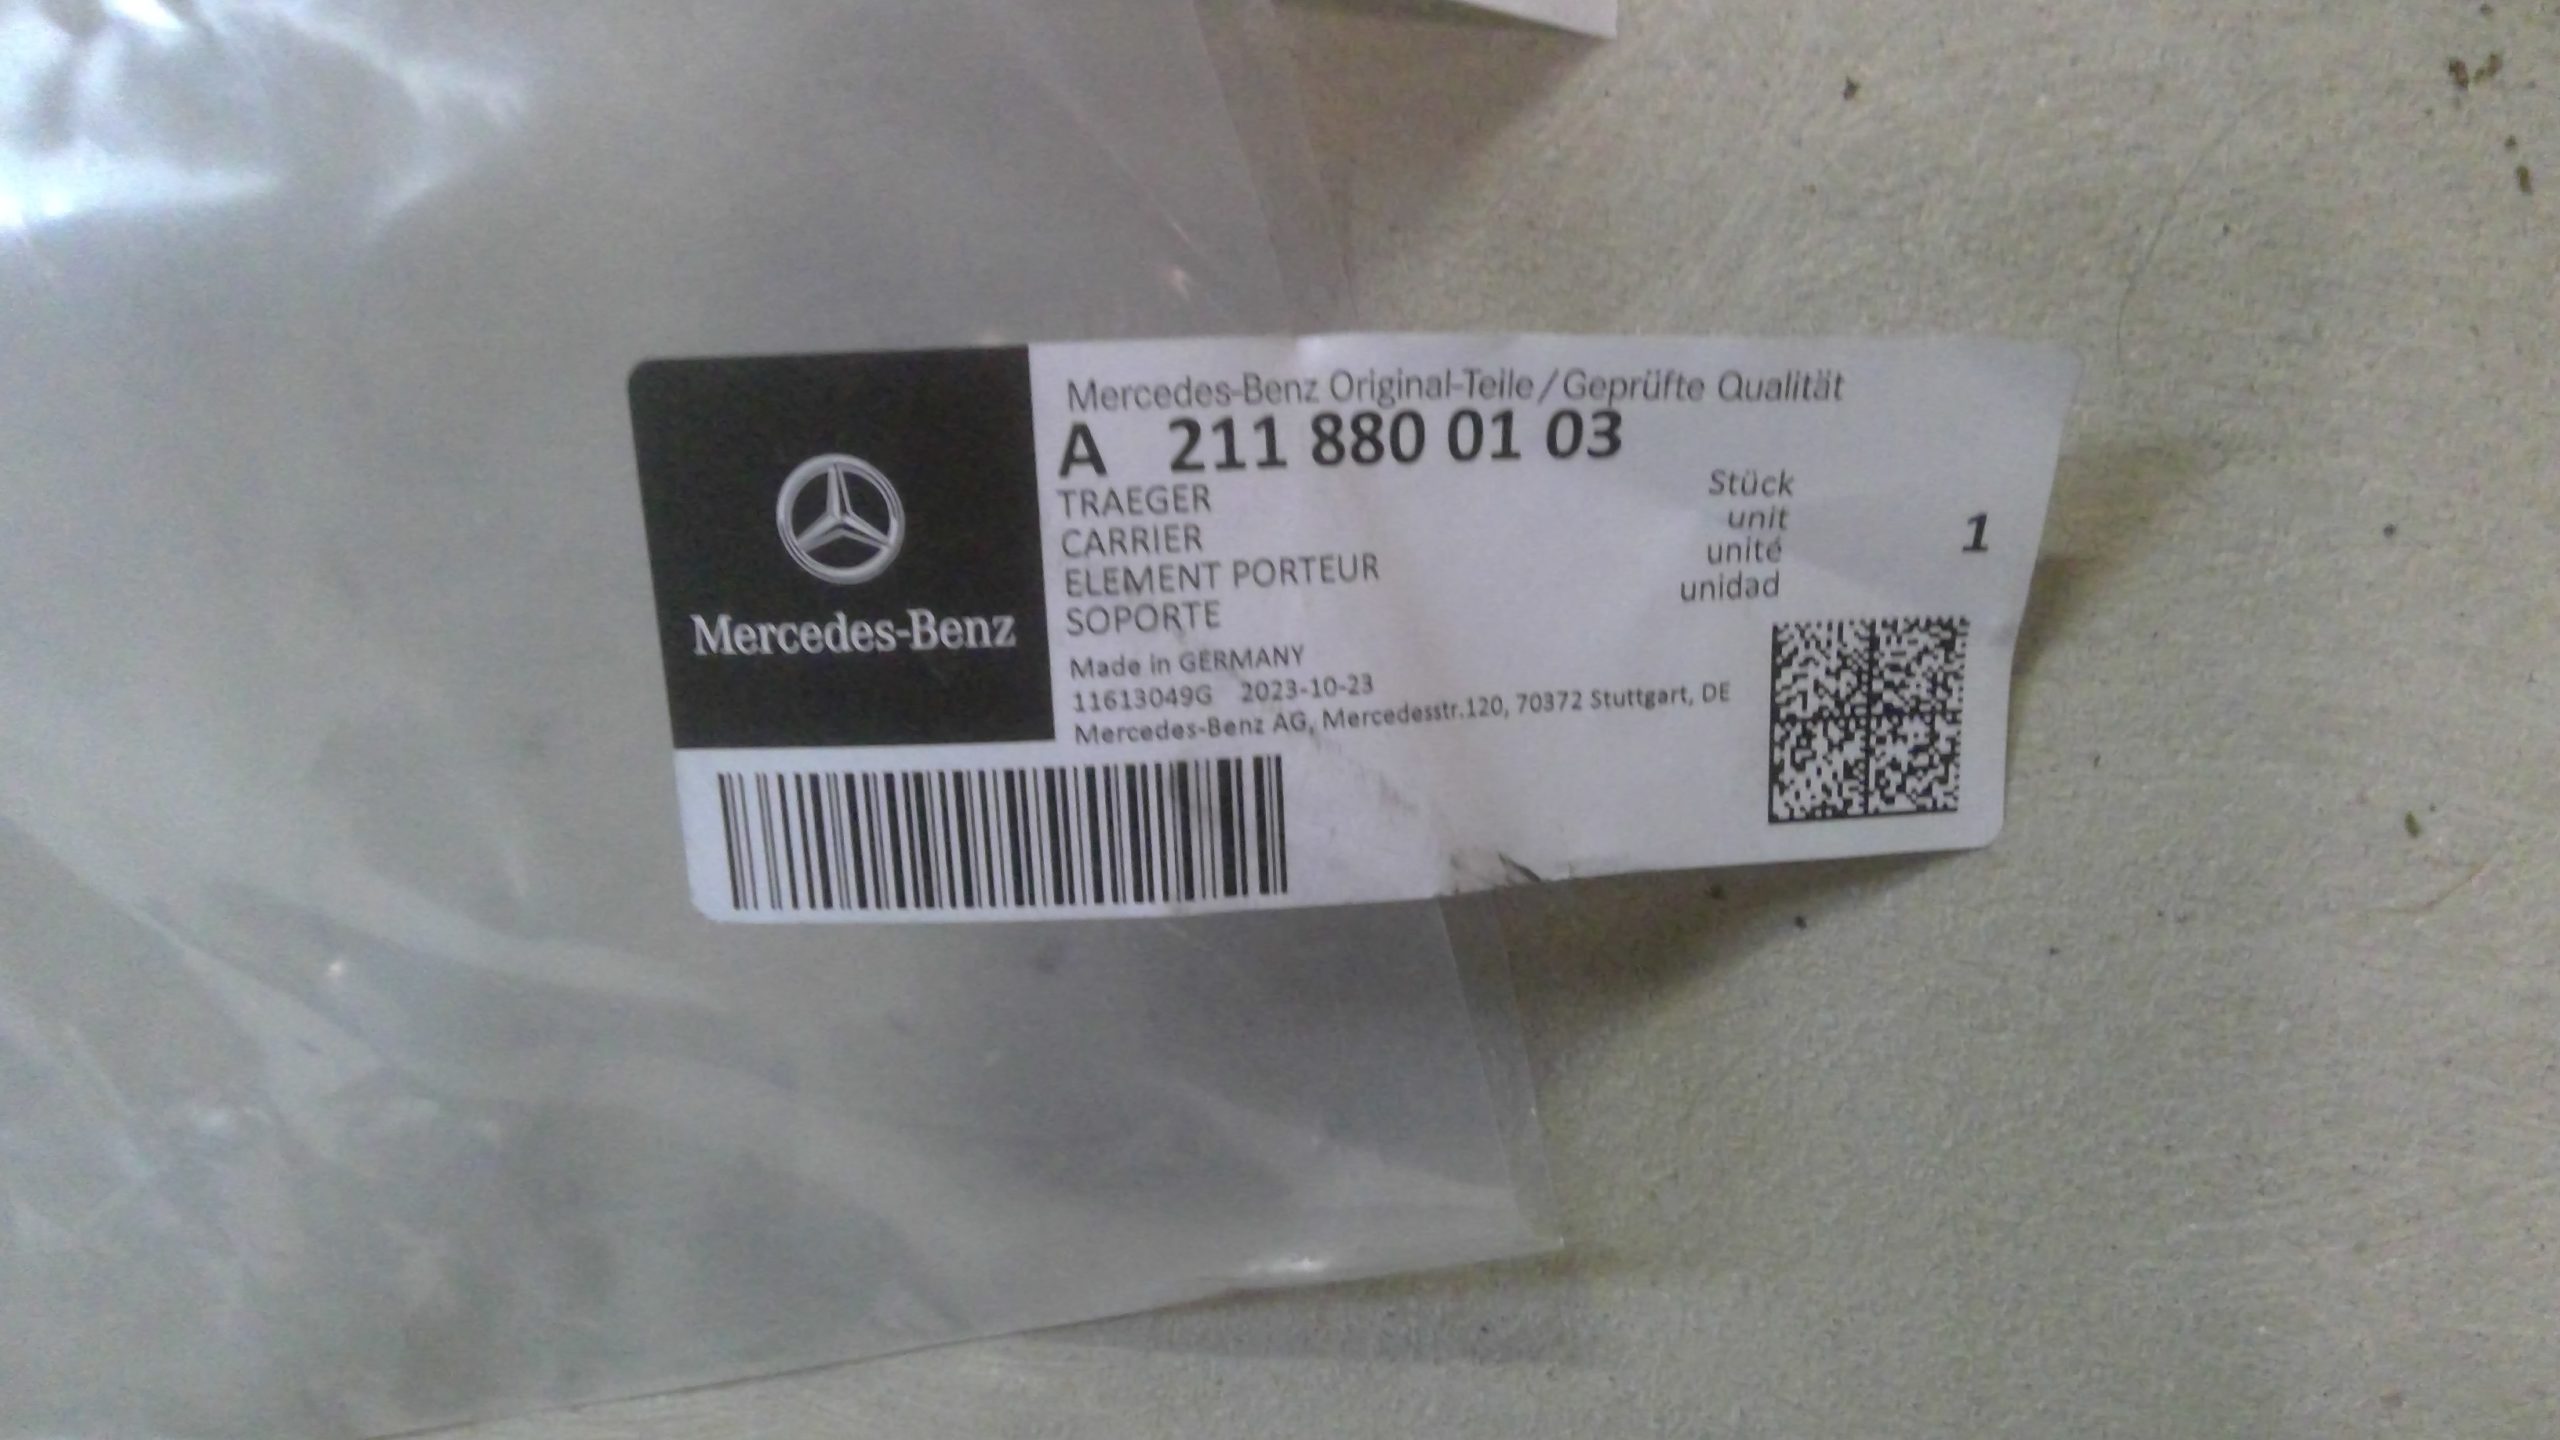 Mercedes-Benz
Mercedes-Benz Original-Teile/Geprüfte Qualität
A 211 880 01 03
TRAEGER
CARRIER
ELEMENT PORTEUR
SOPORTE
Stück
unit
unité
unidad
1
Made in GERMANY
11613049G 2023-10-23
Mercedes-Benz AG, Mercedesstr.120, 70372 Stuttgart, DE